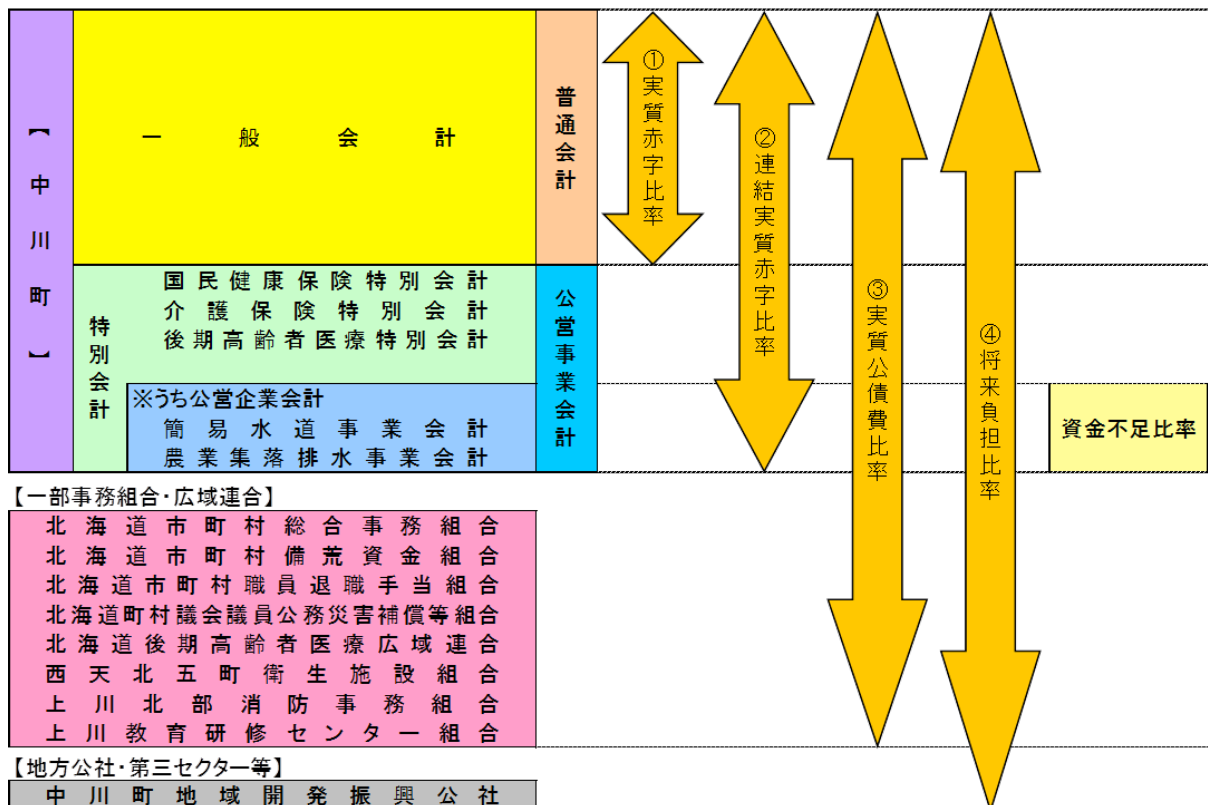 【中川町】
一般会計
普通会計
①実質赤字比率
②連結実質赤字比率
③実質公債費比率
④将来負担比率
特別会計
国民健康保険特別会計
介護保険特別会計
後期高齢者医療特別会計
公営事業会計
※うち公営企業会計
簡易水道事業会計
農業集落排水事業会計
資金不足比率
【一部事務組合・広域連合】
北海道市町村総合事務組合
北海道市町村備荒資金組合
北海道市町村職員退職手当組合
北海道町村議会議員公務災害補償等組合
北海道後期高齢者医療広域連合
西天北五町衛生施設組合
上川北部消防事務組合
上川教育研修センター組合
【地方公社・第三セクター等】
中川町地域開発振興公社